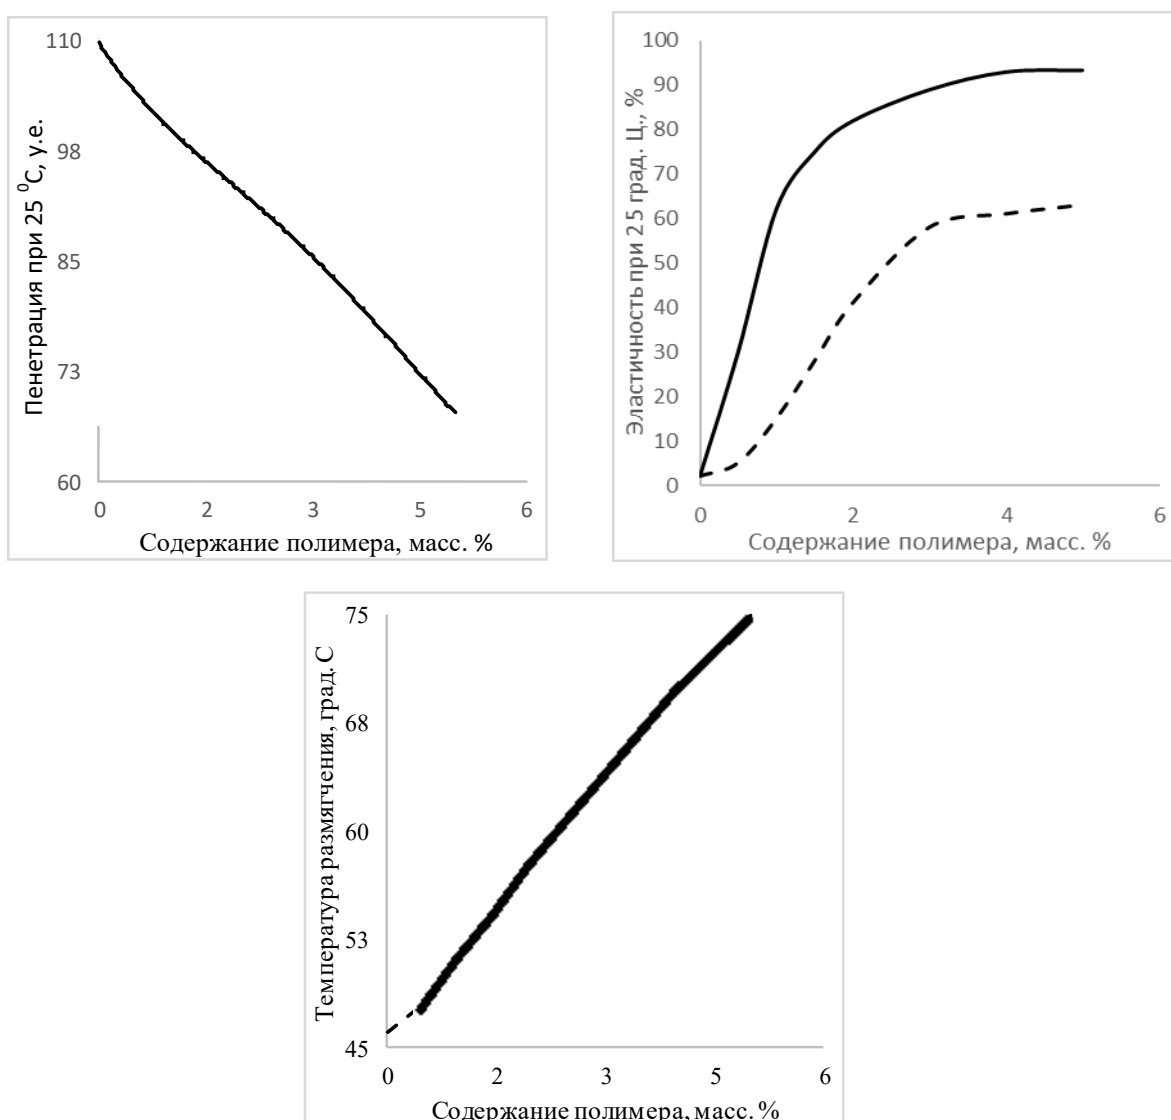 Пенетрация при 25 ⁰С, у.е.
110
98
85
73
60
0 2 3 5 6
Содержание полимера, масс. %
Эластичность при 25 град. Ц., %
100
90
80
70
60
50
40
30
20
10
0
0 2 4 6
Содержание полимера, масс. %
Температура размягчения, град. С
75
68
60
53
45
0 2 3 5 6
Содержание полимера, масс. %